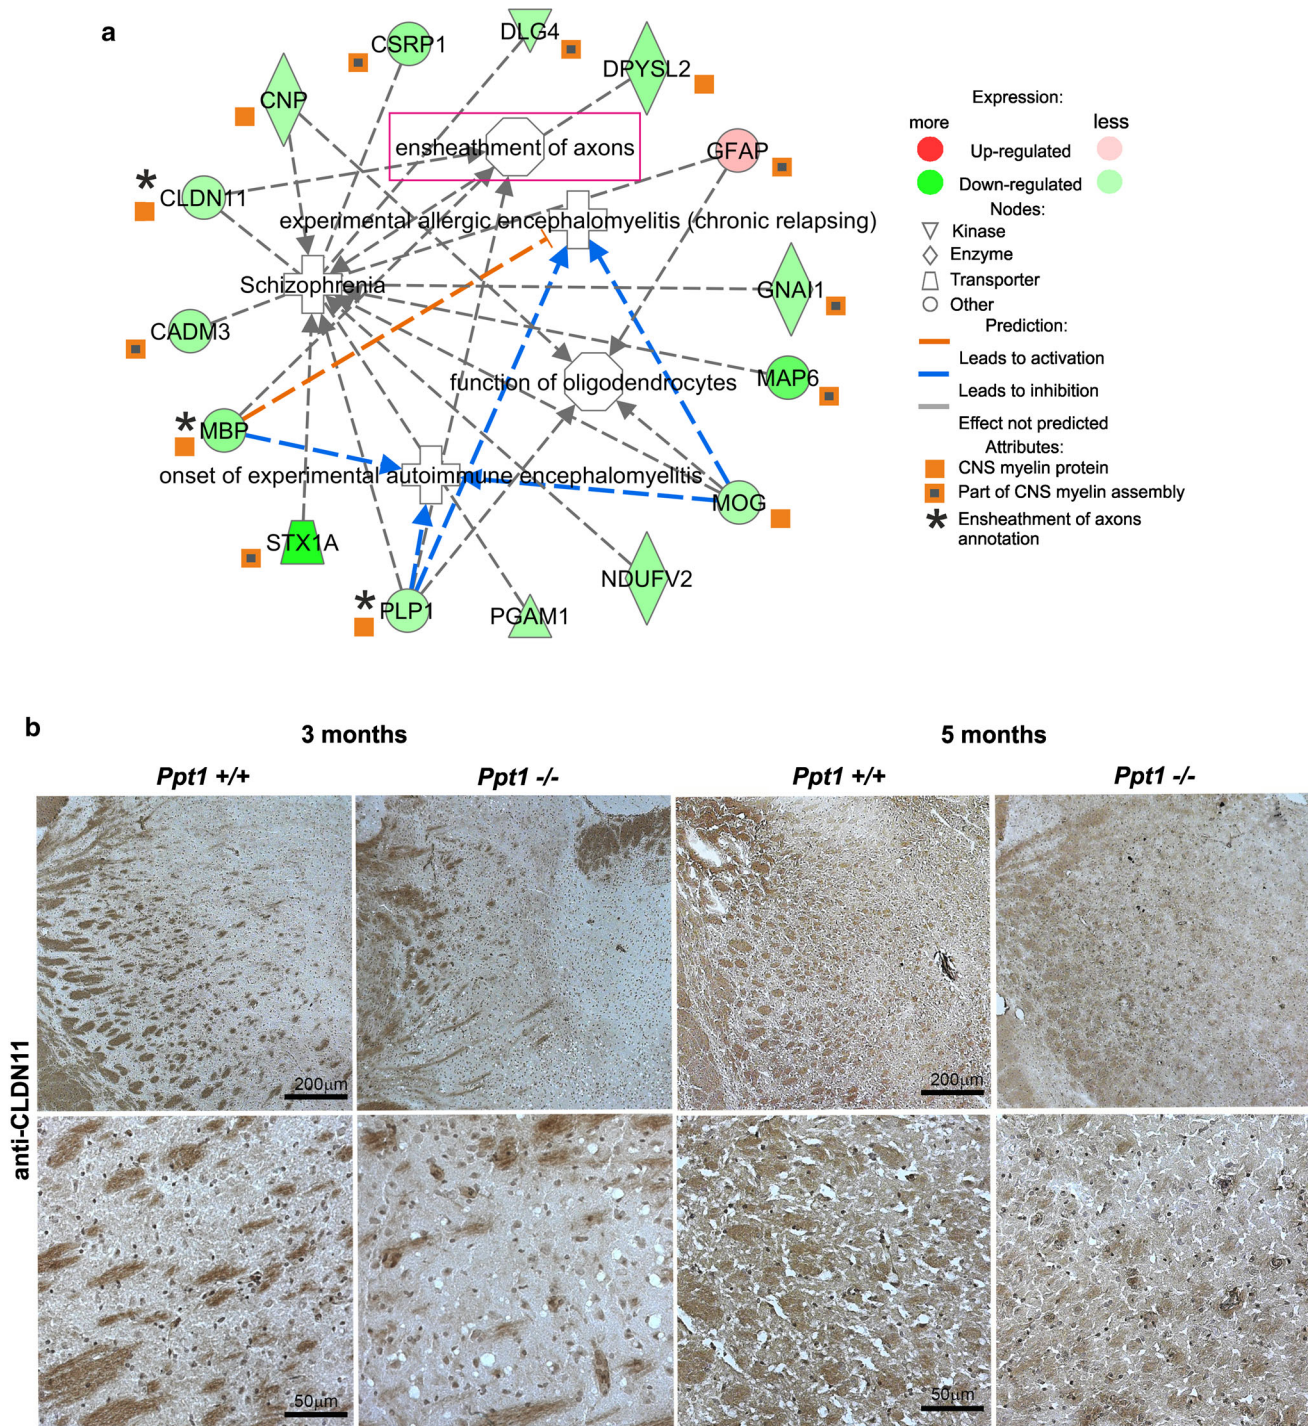 a
DLG4
CSRP1
DPYSL2
CNP
ensheathment of axons
GFAP
CLDN11
*
experimental allergic encephalomyelitis (chronic relapsing)
Schizophrenia
GNAI1
CADM3
function of oligodendrocytes
MAP6
*
MBP
onset of experimental autoimmune encephalomyelitis
MOG
STX1A
NDUFV2
*
PLP1
PGAM1
Expression:
more less
Up-regulated
Down-regulated
Nodes:
Kinase
Enzyme
Transporter
Other
Prediction:
Leads to activation
Leads to inhibition
Effect not predicted
Attributes:
CNS myelin protein
Part of CNS myelin assembly
* Ensheathment of axons
annotation
b
3 months 5 months
Ppt1 +/+ Ppt1 -/- Ppt1 +/+ Ppt1 -/-
anti-CLDN11
200µm 200µm
50µm 50µm